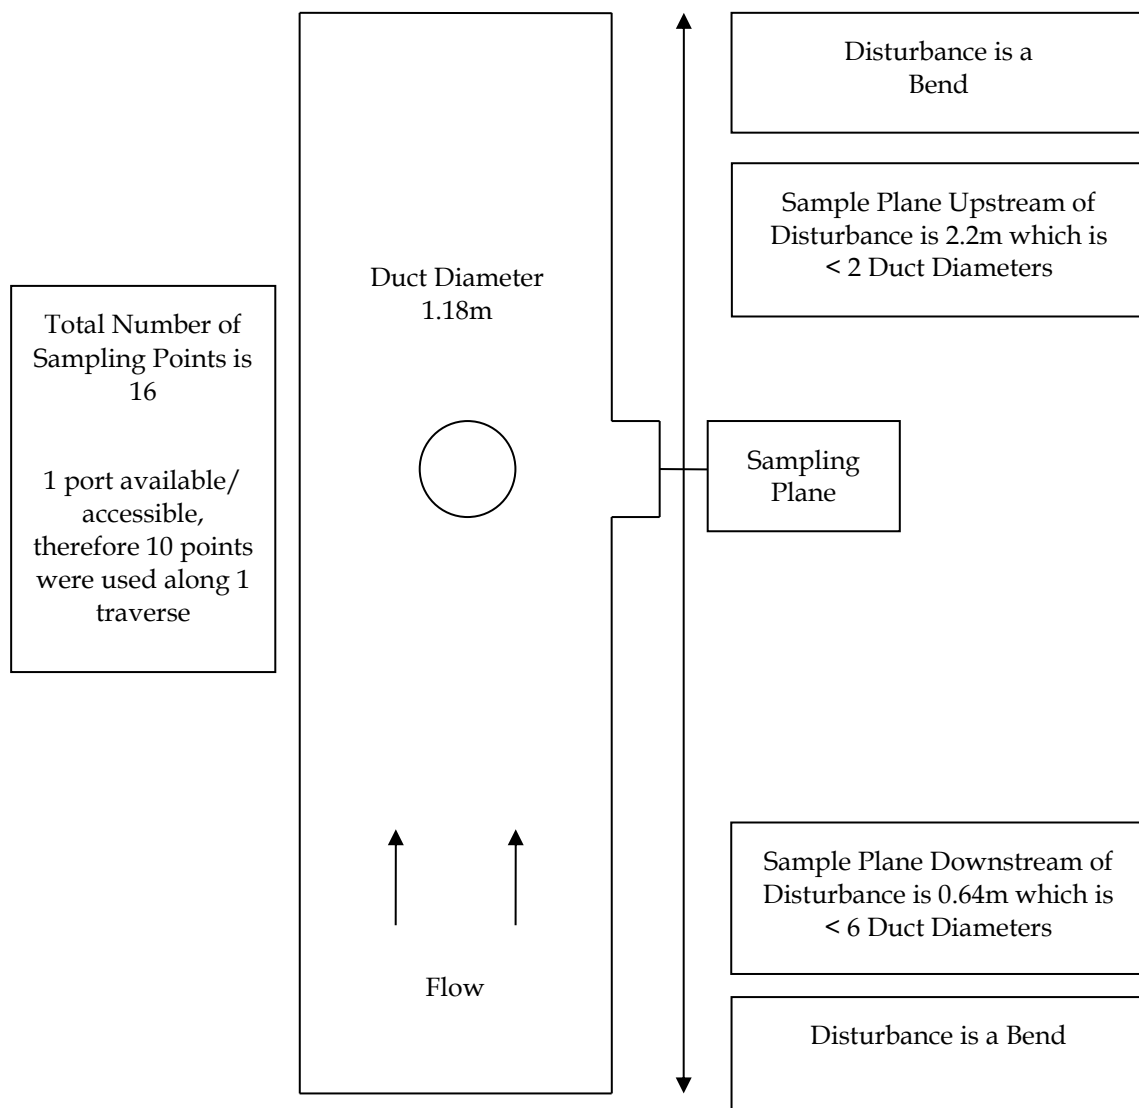 Disturbance is a
Bend
Sample Plane Upstream of
Disturbance is 2.2m which is
< 2 Duct Diameters
Duct Diameter
1.18m
Total Number of
Sampling Points is
16
1 port available/
accessible,
therefore 10 points
were used along 1
traverse
Sampling
Plane
Sample Plane Downstream of
Disturbance is 0.64m which is
< 6 Duct Diameters
Flow
Disturbance is a Bend